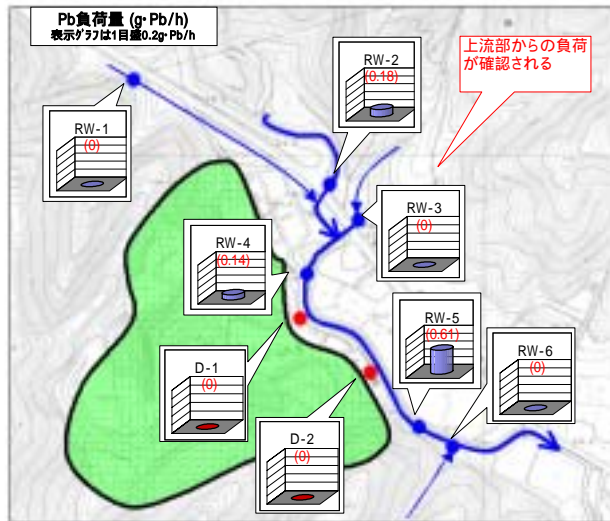 Pb負荷量 (g･Pb/h)
表示グラフは1目盛0.2g･Pb/h
上流部からの負荷
が確認される
RW-2
(0.18)
RW-1
(0)
RW-3
(0)
RW-4
(0.14)
RW-5
(0.61)
RW-6
(0)
D-1
(0)
D-2
(0)